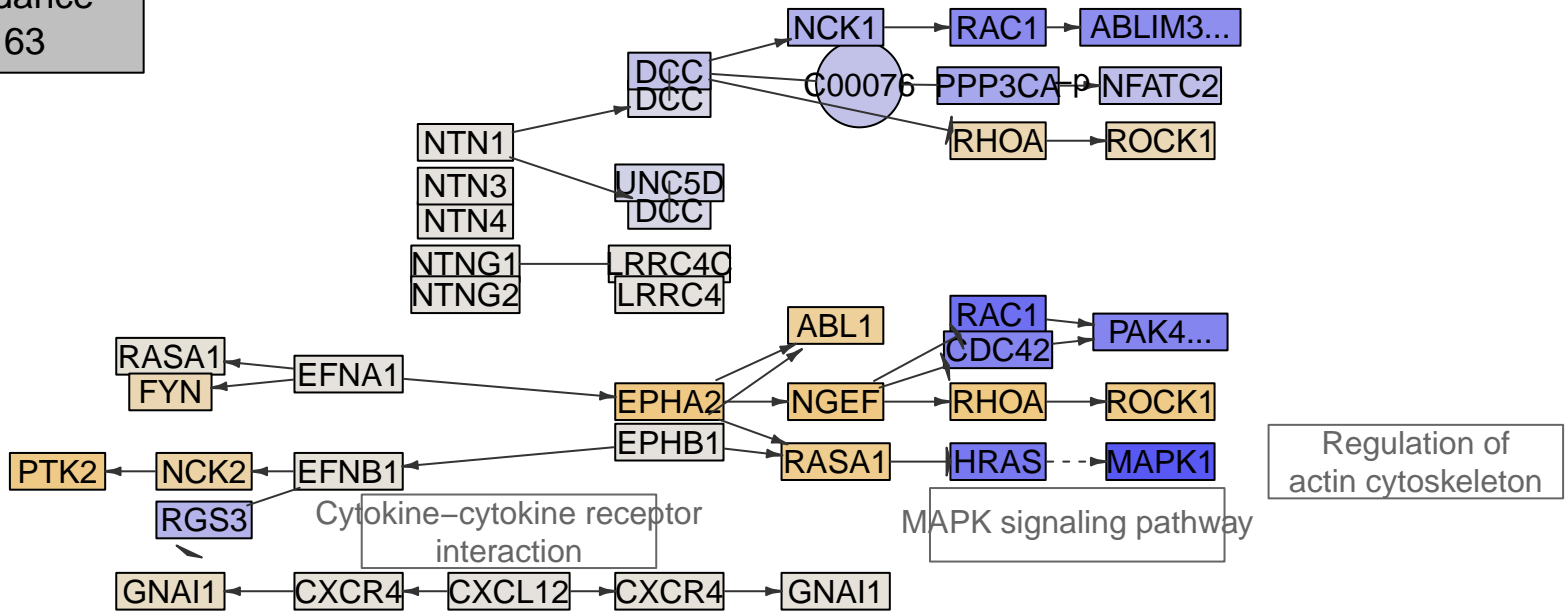 63
NCK1
RAC1
ABLIM3...
DCC
DCC
C00076
PPP3CA
–p
NFATC2
NTN1
RHOA
ROCK1
NTN3
NTN4
UNC5D
DCC
NTNG1
NTNG2
LRRC4C
LRRC4
ABL1
RAC1
CDC42
PAK4...
RASA1
FYN
EFNA1
EPHA2
NGEF
RHOA
ROCK1
EPHB1
PTK2
NCK2
EFNB1
RASA1
HRAS
MAPK1
Regulation of
actin cytoskeleton
RGS3
Cytokine−cytokine receptor
interaction
MAPK signaling pathway
GNAI1
CXCR4
CXCL12
CXCR4
GNAI1